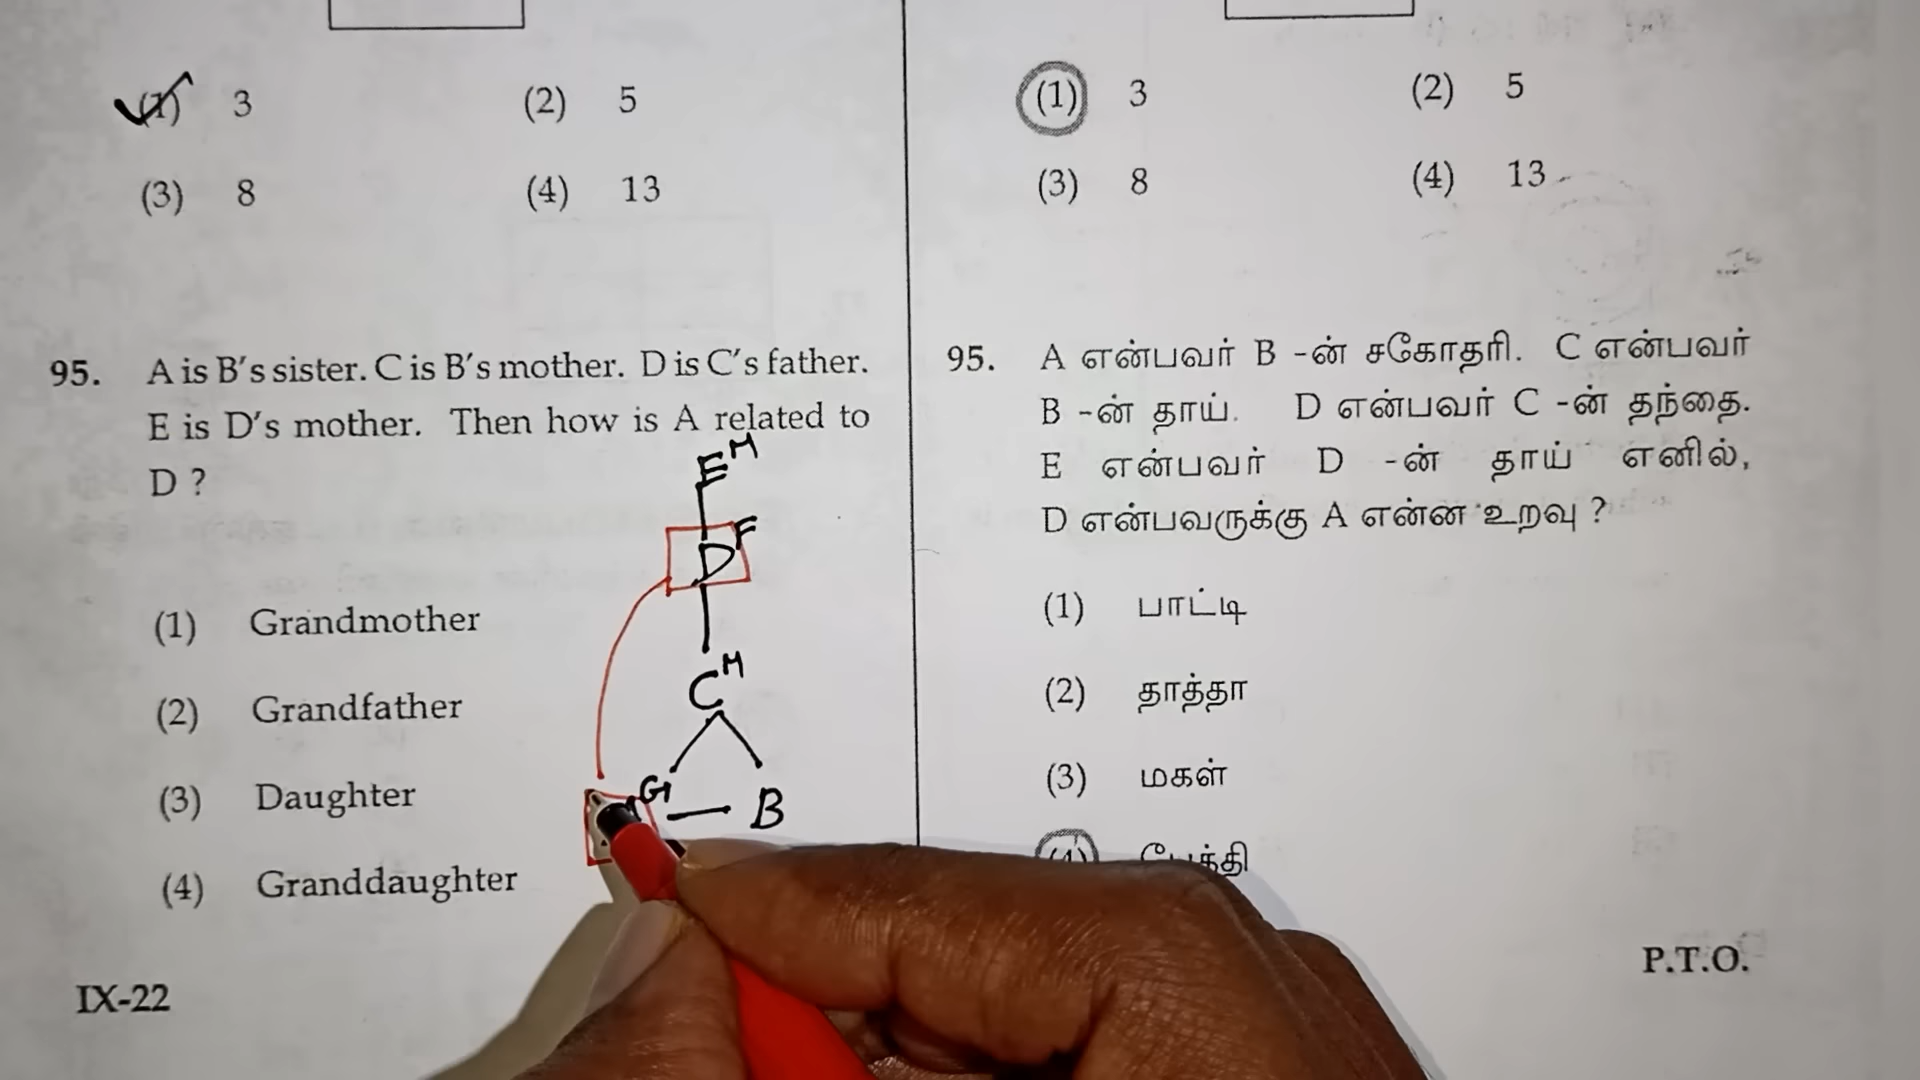 (1) 3 (2) 5
(3) 8 (4) 13
95. A is B's sister. C is B's mother. D is C's father.
E is D's mother. Then how is A related to
D ?
(1) Grandmother
(2) Grandfather
(3) Daughter
(4) Granddaughter
IX-22
E M
D F
C M
G B
(1) 3 (2) 5
(3) 8 (4) 13
95. A என்பவர் B -ன் சகோதரி. C என்பவர்
B -ன் தாய். D என்பவர் C -ன் தந்தை.
E என்பவர் D -ன் தாய் எனில்,
D என்பவருக்கு A என்ன உறவு ?
(1) பாட்டி
(2) தாத்தா
(3) மகள்
(4) பேத்தி
P.T.O.